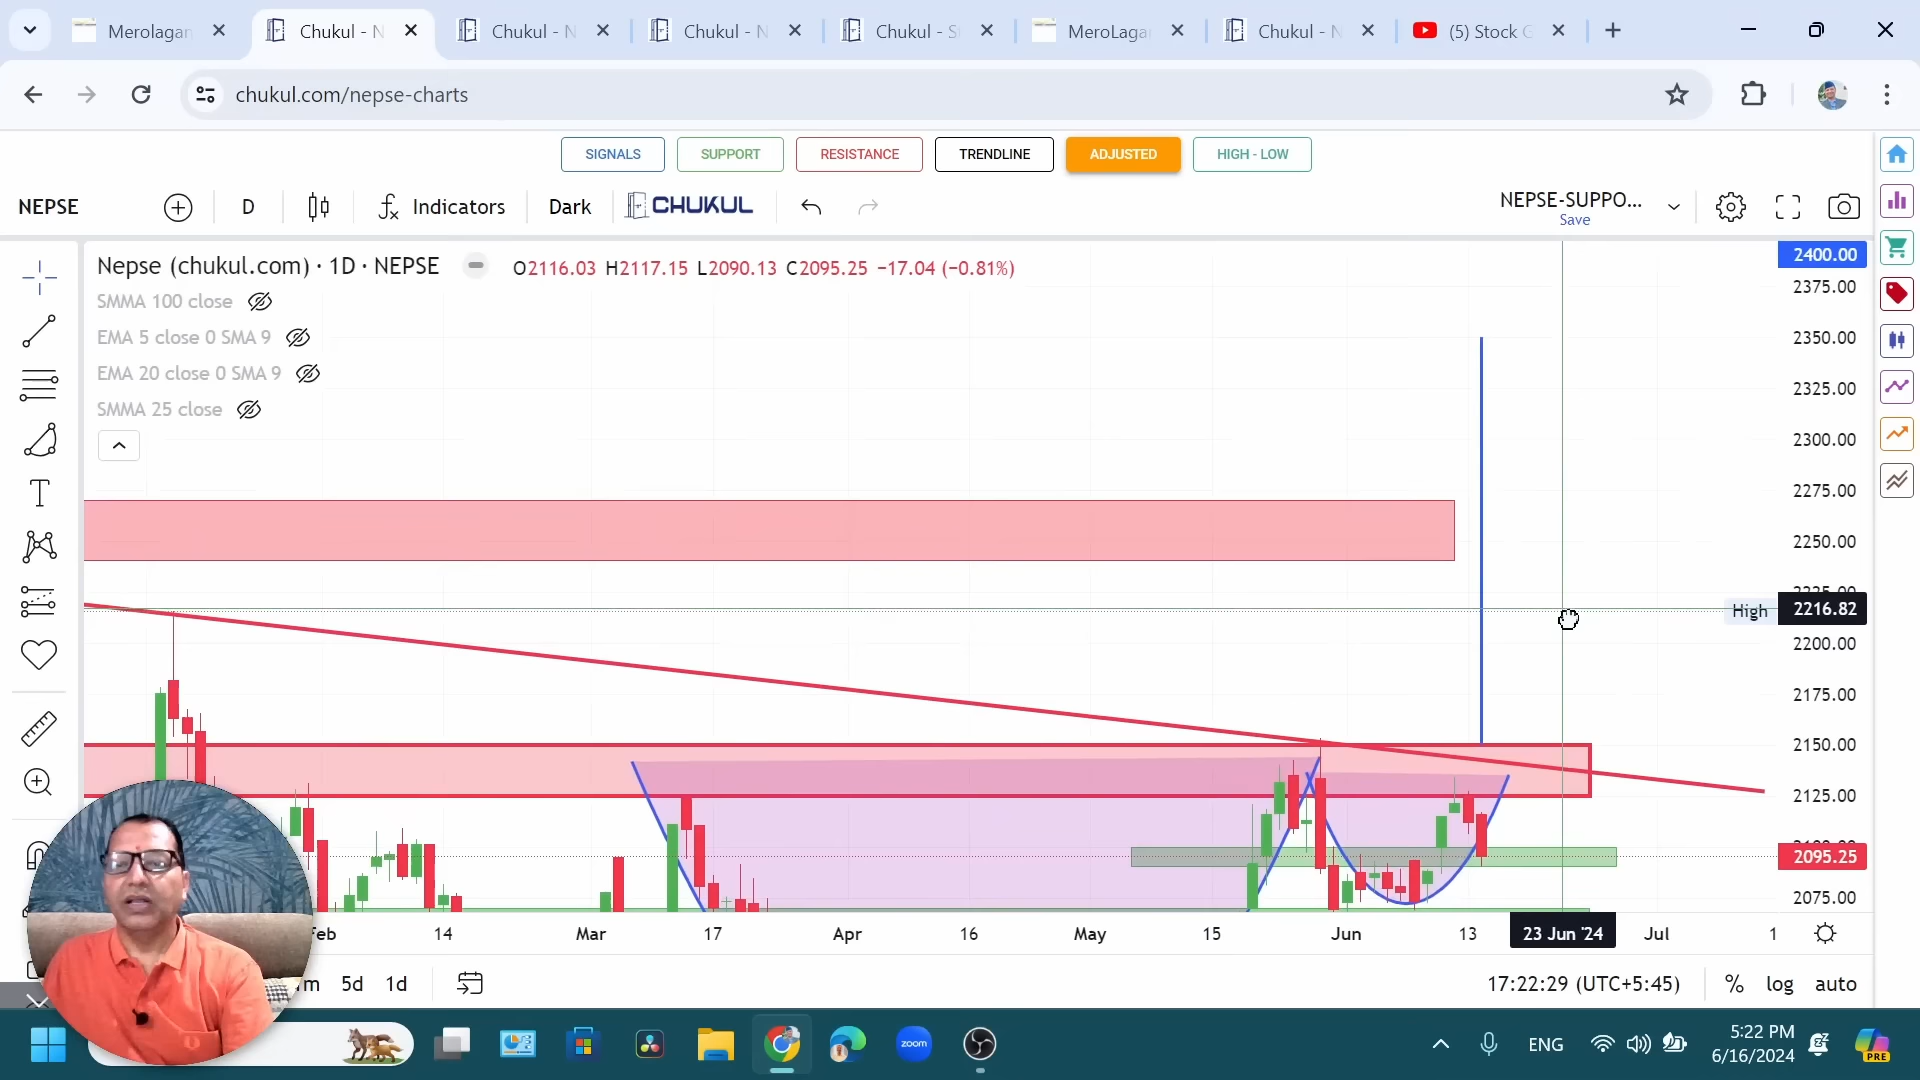 Merolagan
Chukul - N
Chukul - N
Chukul - N
Chukul - S
MeroLaga
Chukul - N
(5) Stock
chukul.com/nepse-charts
SIGNALS
SUPPORT
RESISTANCE
TRENDLINE
ADJUSTED
HIGH - LOW
NEPSE
D
Indicators
Dark
CHUKUL
NEPSE-SUPPO...
Save
Nepse (chukul.com) · 1D · NEPSE
O2116.03 H2117.15 L2090.13 C2095.25 −17.04 (−0.81%)
SMMA 100 close
EMA 5 close 0 SMA 9
EMA 20 close 0 SMA 9
SMMA 25 close
2400.00
2375.00
2350.00
2325.00
2300.00
2275.00
2250.00
2225.00
High 2216.82
2200.00
2175.00
2150.00
2125.00
2095.25
2075.00
Feb 14 Mar 17 Apr 16 May 15 Jun 13 23 Jun '24 Jul 1
1m 5d 1d
17:22:29 (UTC+5:45)
% log auto
zoom
ENG
5:22 PM
6/16/2024
PRE